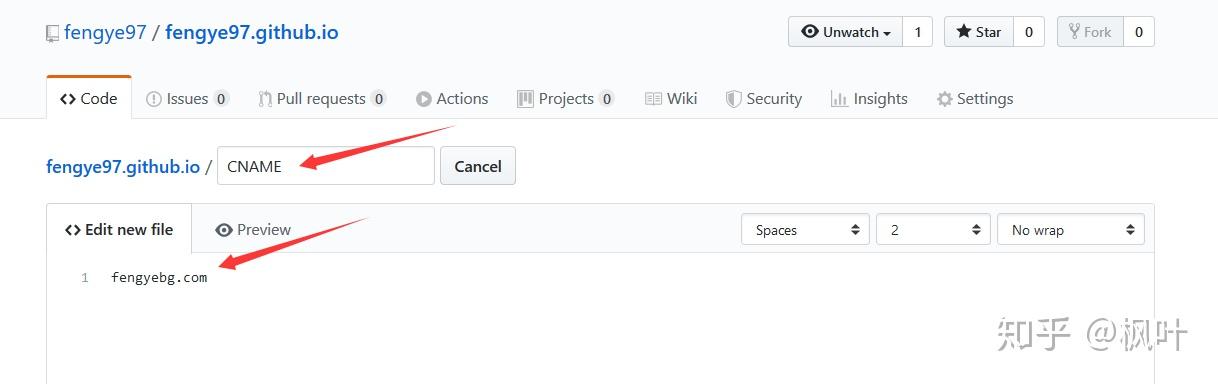 fengye97 / fengye97.github.io
Unwatch 1 Star 0 Fork 0
Code Issues 0 Pull requests 0 Actions Projects 0 Wiki Security Insights Settings
fengye97.github.io / CNAME Cancel
Edit new file Preview Spaces 2 No wrap
1 fengyebg.com
知乎 @枫叶